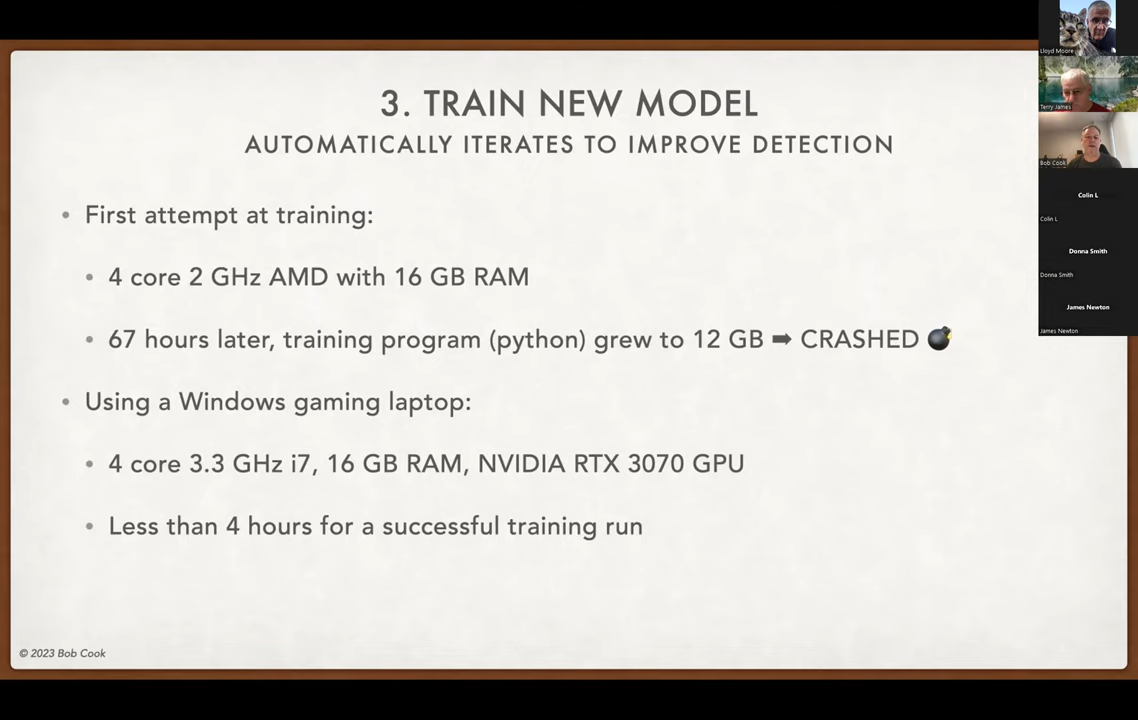 3. TRAIN NEW MODEL
AUTOMATICALLY ITERATES TO IMPROVE DETECTION
• First attempt at training:
• 4 core 2 GHz AMD with 16 GB RAM
• 67 hours later, training program (python) grew to 12 GB ➡ CRASHED 💣
• Using a Windows gaming laptop:
• 4 core 3.3 GHz i7, 16 GB RAM, NVIDIA RTX 3070 GPU
• Less than 4 hours for a successful training run
© 2023 Bob Cook
Lloyd Moore
Terry James
Bob Cook
Colin L
Colin L
Donna Smith
Donna Smith
James Newton
James Newton